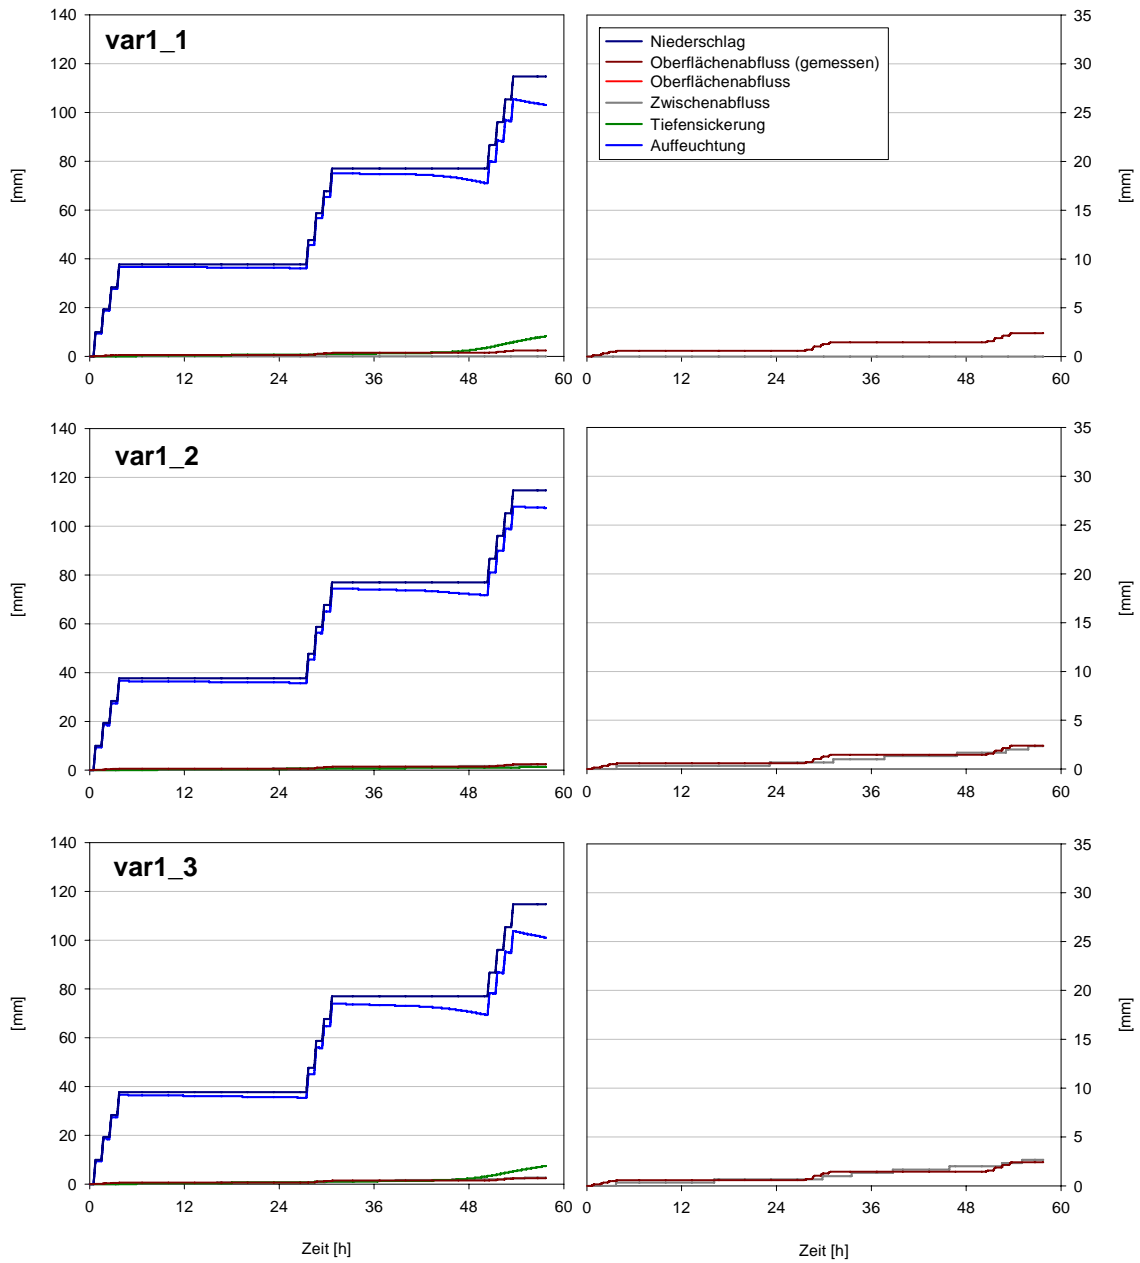 140
120
100
80
60
40
20
0
[mm]
0 12 24 36 48 60
var1_1
35
30
25
20
15
10
5
0
[mm]
0 12 24 36 48 60
Niederschlag
Oberflächenabfluss (gemessen)
Oberflächenabfluss
Zwischenabfluss
Tiefensickerung
Auffeuchtung
140
120
100
80
60
40
20
0
[mm]
0 12 24 36 48 60
var1_2
35
30
25
20
15
10
5
0
[mm]
0 12 24 36 48 60
140
120
100
80
60
40
20
0
[mm]
0 12 24 36 48 60
var1_3
Zeit [h]
35
30
25
20
15
10
5
0
[mm]
0 12 24 36 48 60
Zeit [h]